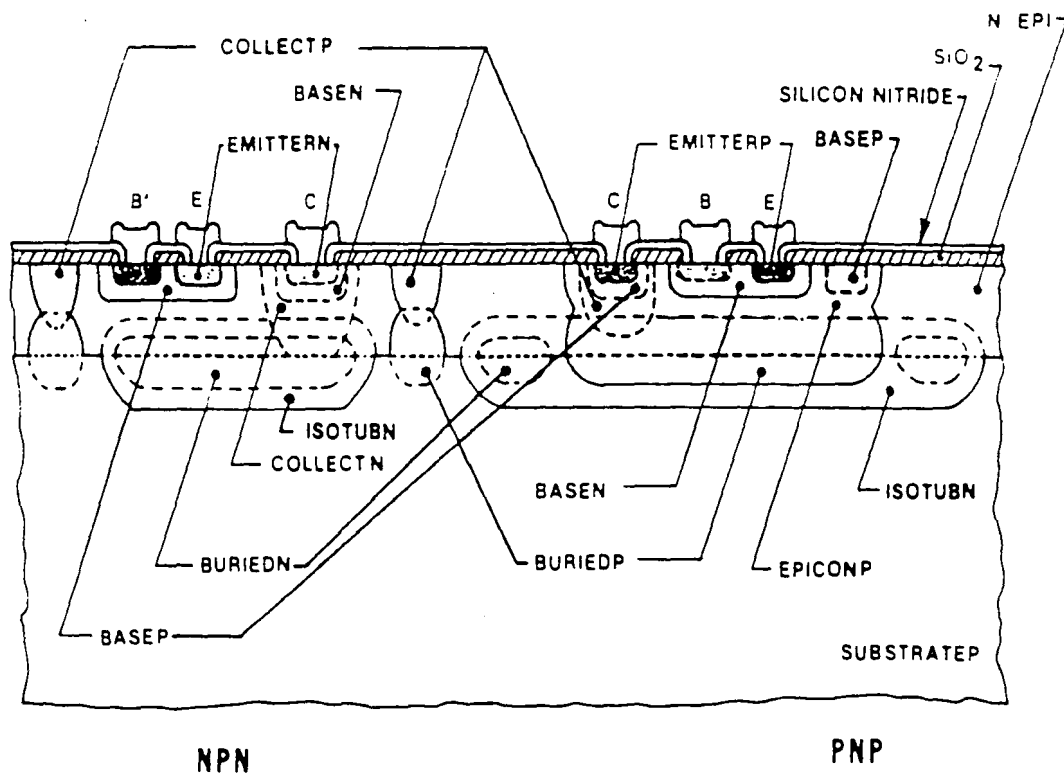 N EPI
COLLECTP
SiO2
BASEN
SILICON NITRIDE
EMITTERN
EMITTERP
BASEP
B'
E
C
C
B
E
ISOTUBN
COLLECTN
BASEN
ISOTUBN
BURIEDN
BURIEDP
EPICONP
BASEP
SUBSTRATEP
NPN
PNP